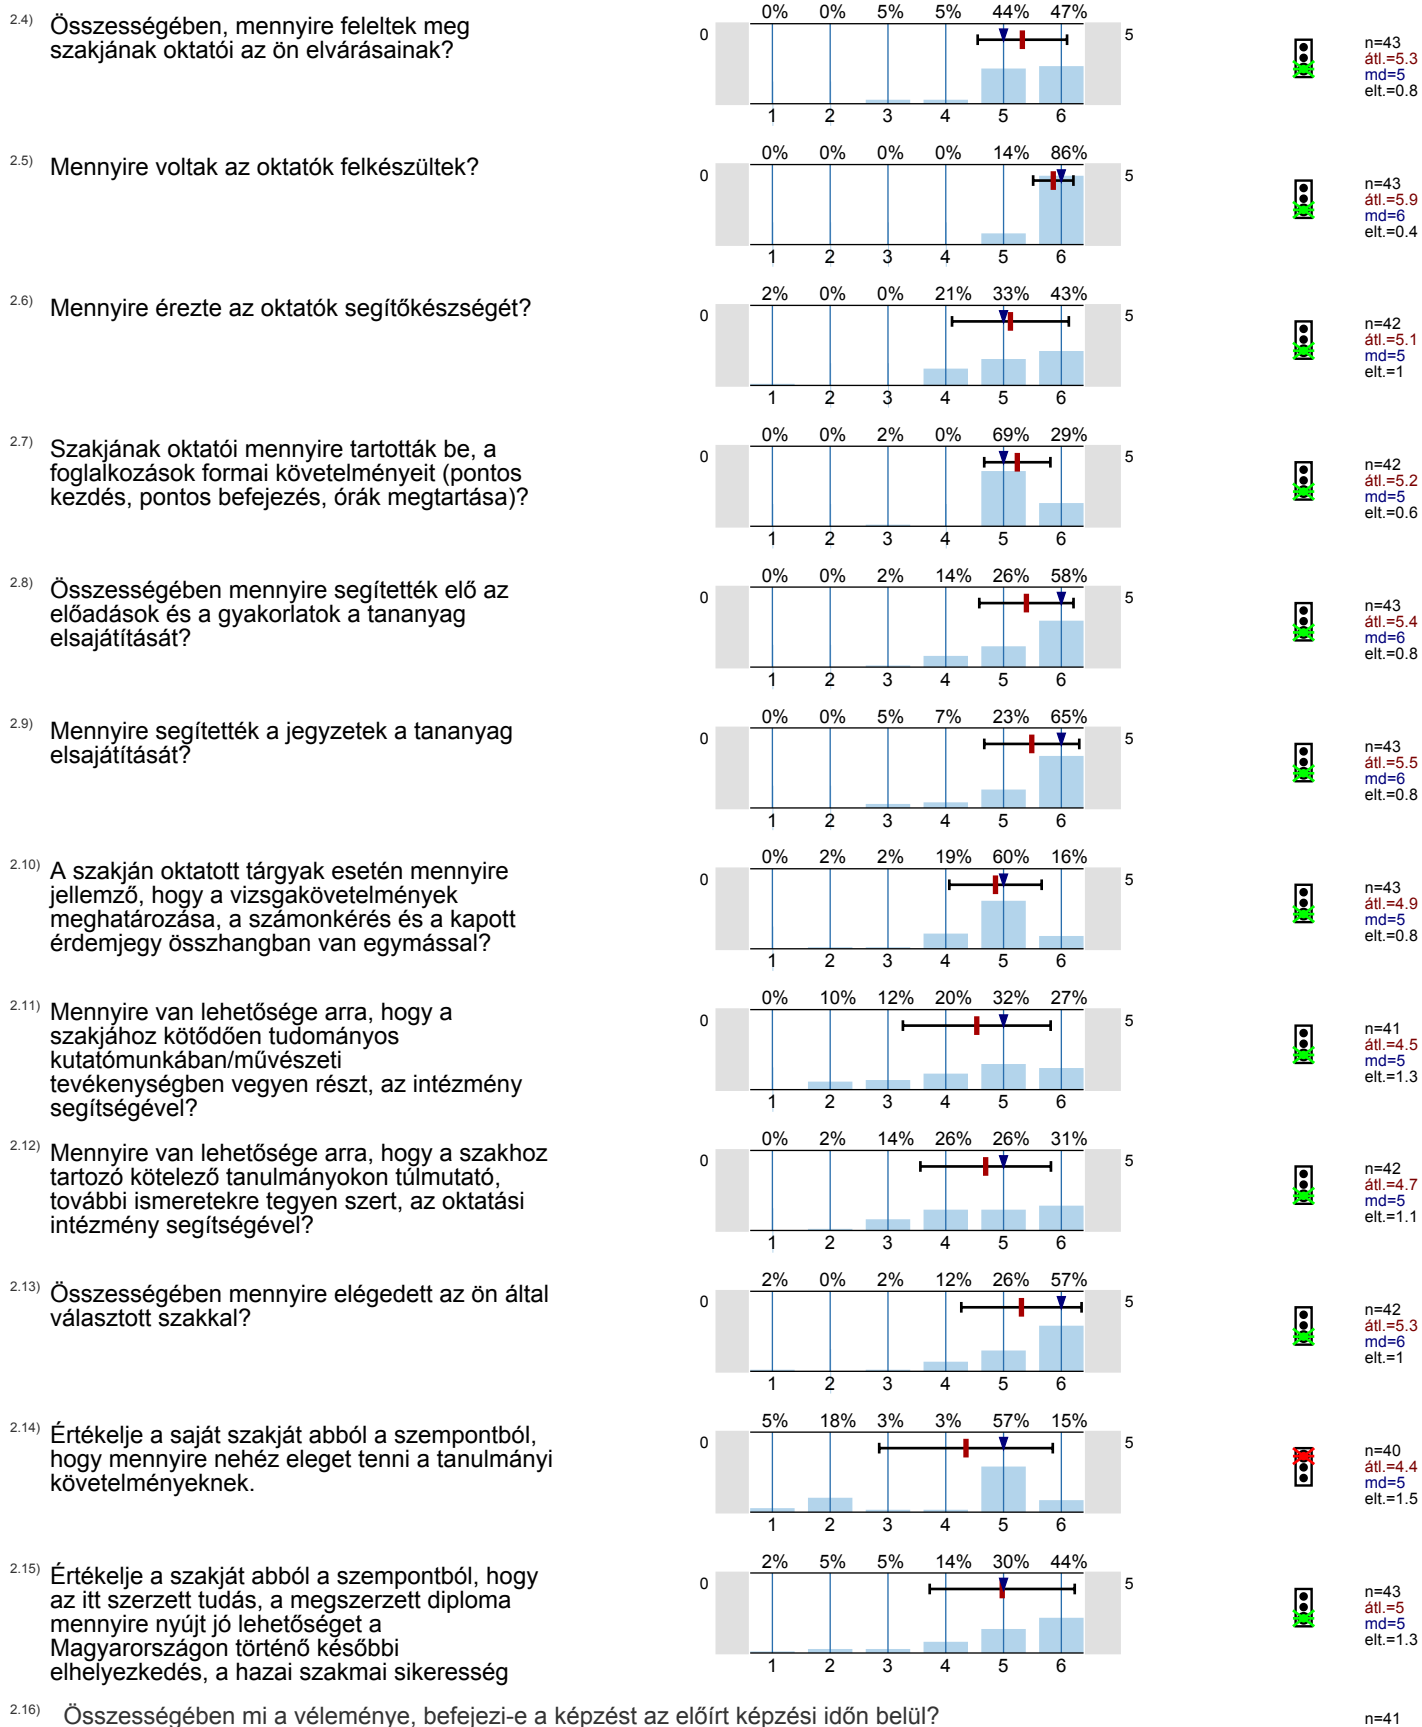 2.4) Összességében, mennyire feleltek meg
szakjának oktatói az ön elvárásainak?
0% 0% 5% 5% 44% 47%
0 5
1 2 3 4 5 6
n=43
átl.=5.3
md=5
elt.=0.8
2.5) Mennyire voltak az oktatók felkészültek?
0% 0% 0% 0% 14% 86%
0 5
1 2 3 4 5 6
n=43
átl.=5.9
md=6
elt.=0.4
2.6) Mennyire érezte az oktatók segítőkészségét?
2% 0% 0% 21% 33% 43%
0 5
1 2 3 4 5 6
n=42
átl.=5.1
md=5
elt.=1
2.7) Szakjának oktatói mennyire tartották be, a
foglalkozások formai követelményeit (pontos
kezdés, pontos befejezés, órák megtartása)?
0% 0% 2% 0% 69% 29%
0 5
1 2 3 4 5 6
n=42
átl.=5.2
md=5
elt.=0.6
2.8) Összességében mennyire segítették elő az
előadások és a gyakorlatok a tananyag
elsajátítását?
0% 0% 2% 14% 26% 58%
0 5
1 2 3 4 5 6
n=43
átl.=5.4
md=6
elt.=0.8
2.9) Mennyire segítették a jegyzetek a tananyag
elsajátítását?
0% 0% 5% 7% 23% 65%
0 5
1 2 3 4 5 6
n=43
átl.=5.5
md=6
elt.=0.8
2.10) A szakján oktatott tárgyak esetén mennyire
jellemző, hogy a vizsgakövetelmények
meghatározása, a számonkérés és a kapott
érdemjegy összhangban van egymással?
0% 2% 2% 19% 60% 16%
0 5
1 2 3 4 5 6
n=43
átl.=4.9
md=5
elt.=0.8
2.11) Mennyire van lehetősége arra, hogy a
szakjához kötődően tudományos
kutatómunkában/művészeti
tevékenységben vegyen részt, az intézmény
segítségével?
0% 10% 12% 20% 32% 27%
0 5
1 2 3 4 5 6
n=41
átl.=4.5
md=5
elt.=1.3
2.12) Mennyire van lehetősége arra, hogy a szakhoz
tartozó kötelező tanulmányokon túlmutató,
további ismeretekre tegyen szert, az oktatási
intézmény segítségével?
0% 2% 14% 26% 26% 31%
0 5
1 2 3 4 5 6
n=42
átl.=4.7
md=5
elt.=1.1
2.13) Összességében mennyire elégedett az ön által
választott szakkal?
2% 0% 2% 12% 26% 57%
0 5
1 2 3 4 5 6
n=42
átl.=5.3
md=6
elt.=1
2.14) Értékelje a saját szakját abból a szempontból,
hogy mennyire nehéz eleget tenni a tanulmányi
követelményeknek.
5% 18% 3% 3% 57% 15%
0 5
1 2 3 4 5 6
n=40
átl.=4.4
md=5
elt.=1.5
2.15) Értékelje a szakját abból a szempontból, hogy
az itt szerzett tudás, a megszerzett diploma
mennyire nyújt jó lehetőséget a
Magyarországon történő későbbi
elhelyezkedés, a hazai szakmai sikeresség
2% 5% 5% 14% 30% 44%
0 5
1 2 3 4 5 6
n=43
átl.=5
md=5
elt.=1.3
2.16) Összességében mi a véleménye, befejezi-e a képzést az előírt képzési időn belül?
n=41